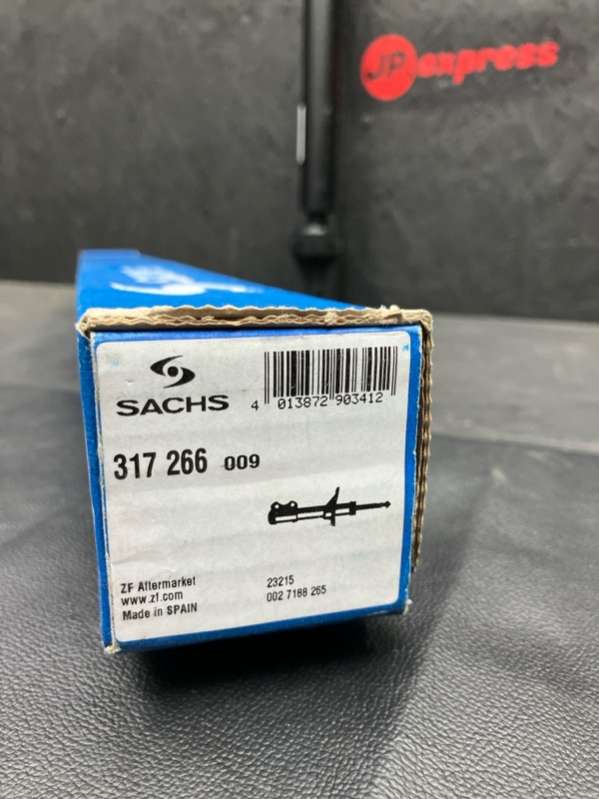 JP express
SACHS
4 013872 903412
317 266 009
ZF Aftermarket
www.zf.com
Made in SPAIN
23215
002 7188 265